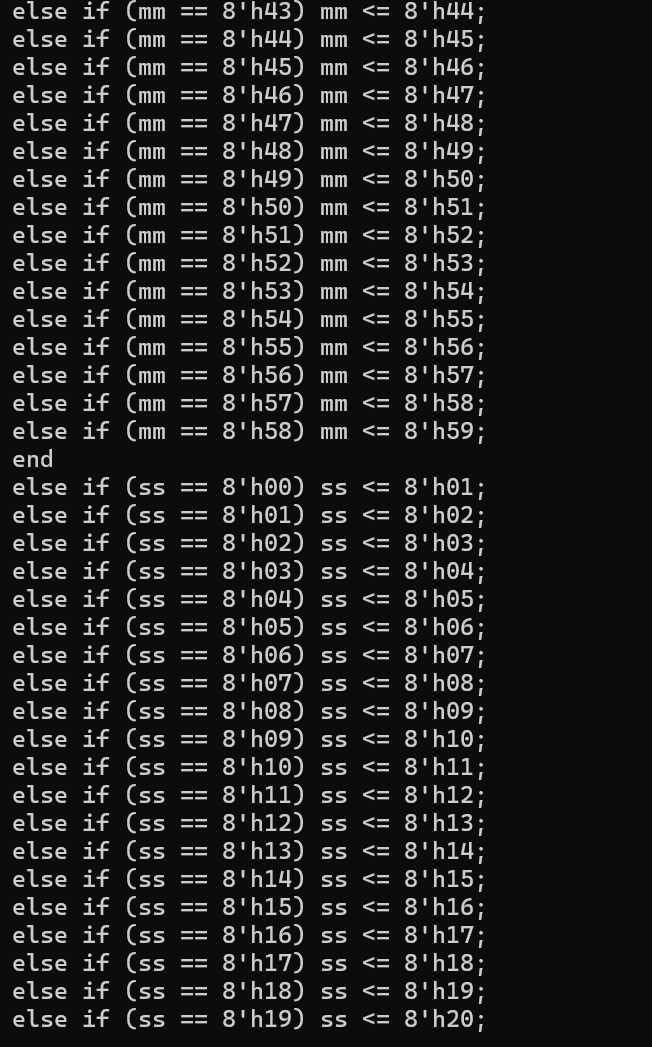 else if (mm == 8'h43) mm <= 8'h44;
else if (mm == 8'h44) mm <= 8'h45;
else if (mm == 8'h45) mm <= 8'h46;
else if (mm == 8'h46) mm <= 8'h47;
else if (mm == 8'h47) mm <= 8'h48;
else if (mm == 8'h48) mm <= 8'h49;
else if (mm == 8'h49) mm <= 8'h50;
else if (mm == 8'h50) mm <= 8'h51;
else if (mm == 8'h51) mm <= 8'h52;
else if (mm == 8'h52) mm <= 8'h53;
else if (mm == 8'h53) mm <= 8'h54;
else if (mm == 8'h54) mm <= 8'h55;
else if (mm == 8'h55) mm <= 8'h56;
else if (mm == 8'h56) mm <= 8'h57;
else if (mm == 8'h57) mm <= 8'h58;
else if (mm == 8'h58) mm <= 8'h59;
end
else if (ss == 8'h00) ss <= 8'h01;
else if (ss == 8'h01) ss <= 8'h02;
else if (ss == 8'h02) ss <= 8'h03;
else if (ss == 8'h03) ss <= 8'h04;
else if (ss == 8'h04) ss <= 8'h05;
else if (ss == 8'h05) ss <= 8'h06;
else if (ss == 8'h06) ss <= 8'h07;
else if (ss == 8'h07) ss <= 8'h08;
else if (ss == 8'h08) ss <= 8'h09;
else if (ss == 8'h09) ss <= 8'h10;
else if (ss == 8'h10) ss <= 8'h11;
else if (ss == 8'h11) ss <= 8'h12;
else if (ss == 8'h12) ss <= 8'h13;
else if (ss == 8'h13) ss <= 8'h14;
else if (ss == 8'h14) ss <= 8'h15;
else if (ss == 8'h15) ss <= 8'h16;
else if (ss == 8'h16) ss <= 8'h17;
else if (ss == 8'h17) ss <= 8'h18;
else if (ss == 8'h18) ss <= 8'h19;
else if (ss == 8'h19) ss <= 8'h20;